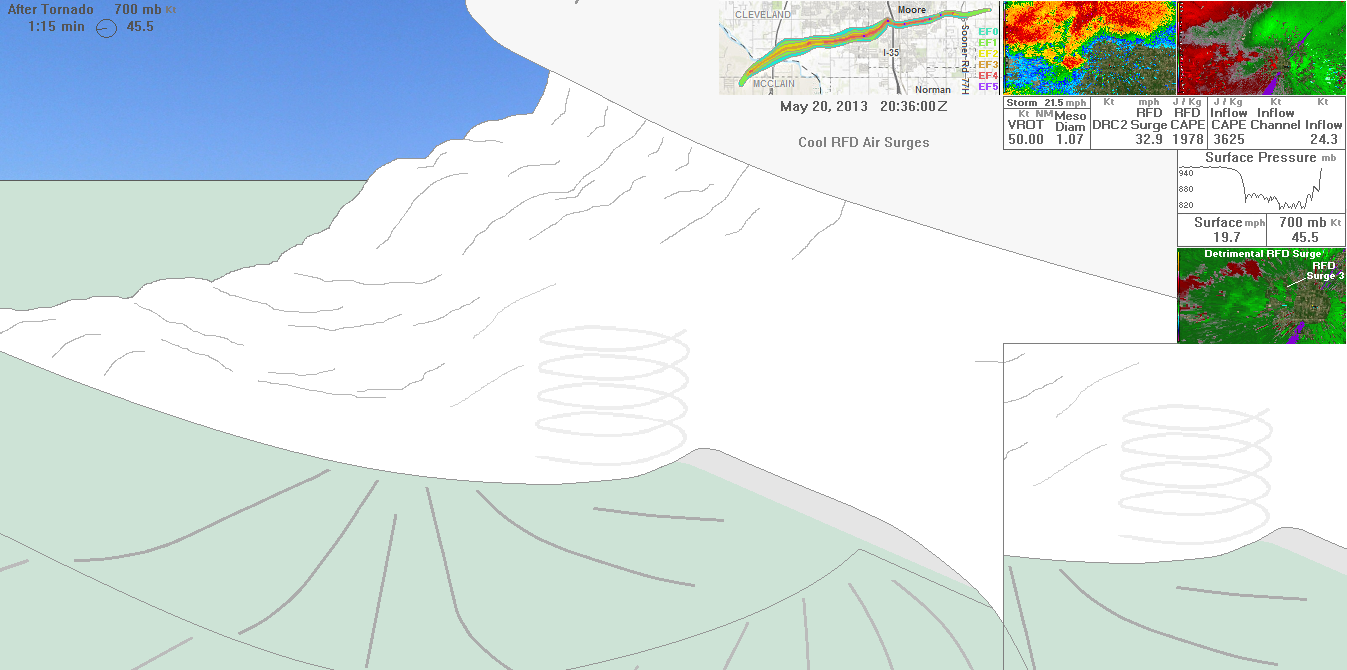 After Tornado 700 mb Kt
1:15 min 45.5
CLEVELAND
Moore
I-35
Sooner Rd
77H
MCCLAIN
Norman
EF0
EF1
EF2
EF3
EF4
EF5
May 20, 2013 20:36:00Z
Cool RFD Air Surges
Storm 21.5 mph
Kt NM
VROT Meso Diam
50.00 1.07
Kt mph J / Kg
DRC2 RFD Surge RFD CAPE
32.9 1978
J / Kg Kt Kt
Inflow CAPE Inflow Channel Inflow
3625 24.3
Surface Pressure mb
940
880
820
Surface mph 700 mb Kt
19.7 45.5
Detrimental RFD Surge
RFD
Surge 3